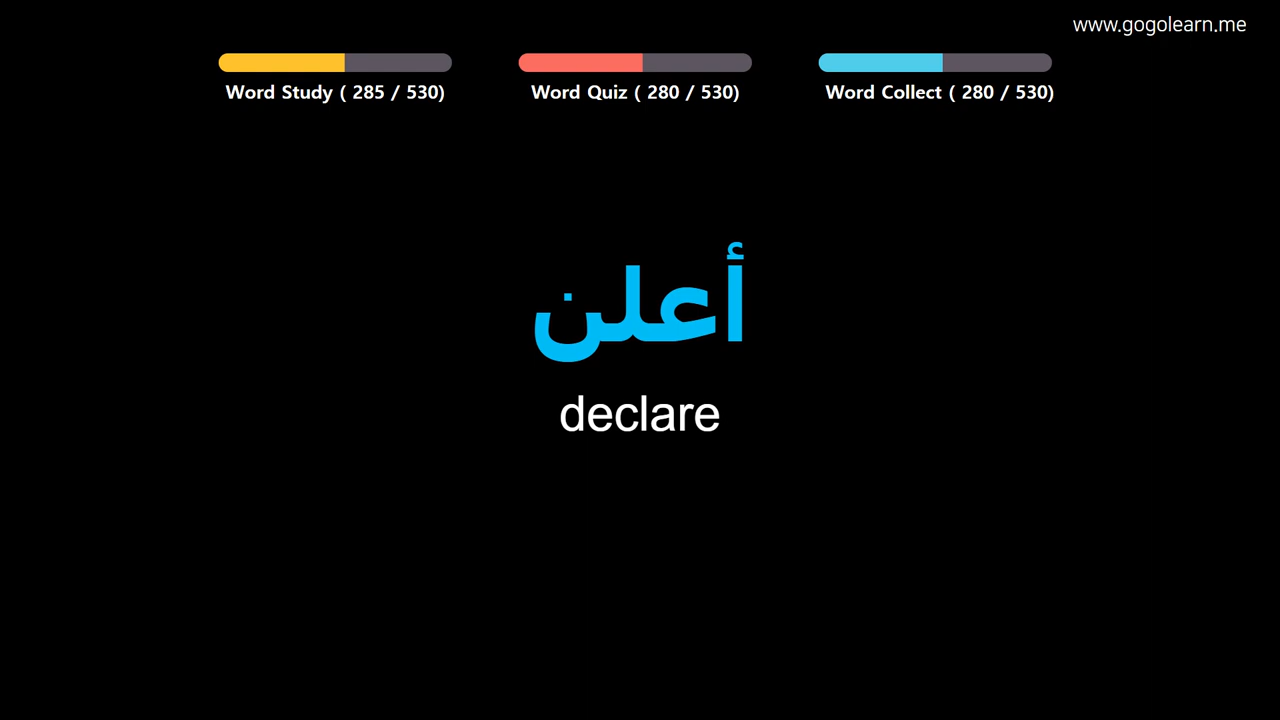 www.gogolearn.me
Word Study ( 285 / 530)
Word Quiz ( 280 / 530)
Word Collect ( 280 / 530)
أعلن
declare